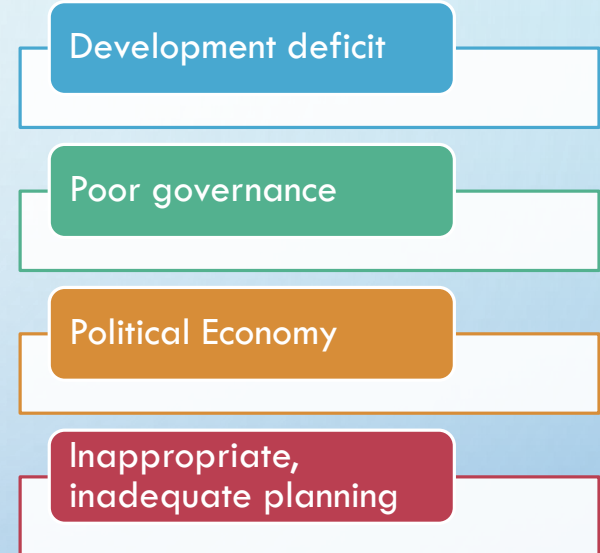 Development deficit
Poor governance
Political Economy
Inappropriate,
inadequate planning